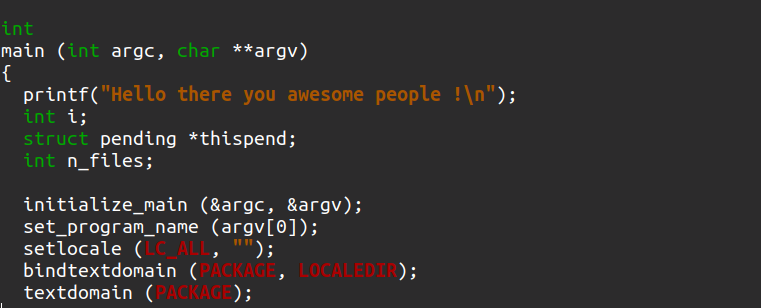 int
main (int argc, char **argv)
{
  printf("Hello there you awesome people !\n");
  int i;
  struct pending *thispend;
  int n_files;

  initialize_main (&argc, &argv);
  set_program_name (argv[0]);
  setlocale (LC_ALL, "");
  bindtextdomain (PACKAGE, LOCALEDIR);
  textdomain (PACKAGE);